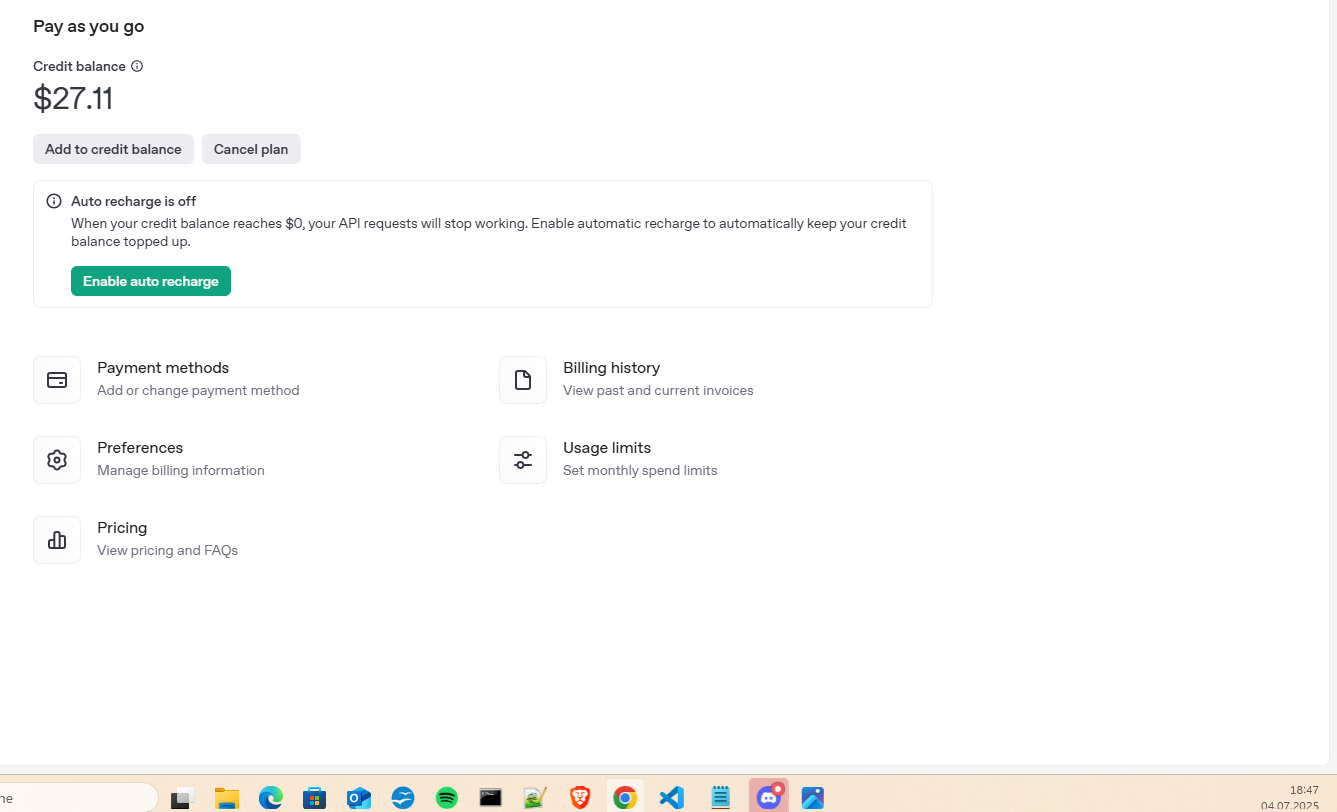 Pay as you go
Credit balance
$27.11
Add to credit balance
Cancel plan
Auto recharge is off
When your credit balance reaches $0, your API requests will stop working. Enable automatic recharge to automatically keep your credit
balance topped up.
Enable auto recharge
Payment methods
Add or change payment method
Billing history
View past and current invoices
Preferences
Manage billing information
Usage limits
Set monthly spend limits
Pricing
View pricing and FAQs
ne
18:47
04.07.2025